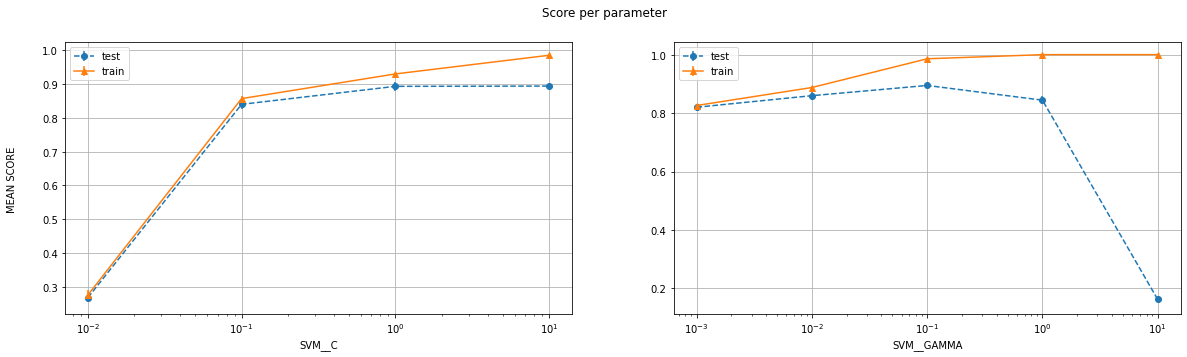 Score per parameter
test
train
1.0
0.9
0.8
0.7
0.6
0.5
0.4
0.3
MEAN SCORE
10⁻² 10⁻¹ 10⁰ 10¹
SVM__C
test
train
1.0
0.8
0.6
0.4
0.2
10⁻³ 10⁻² 10⁻¹ 10⁰ 10¹
SVM__GAMMA